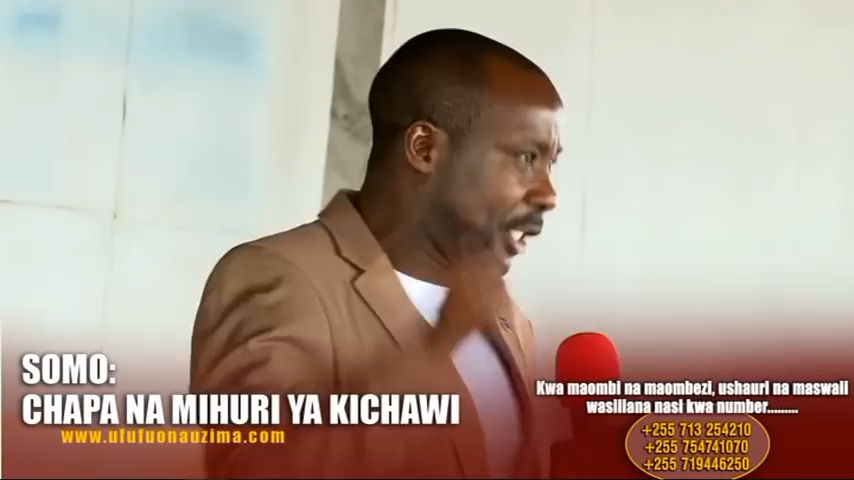 SOMO:
CHAPA NA MIHURI YA KICHAWI
www.ufufuonauzima.com
Kwa maombi na maombezi, ushauri na maswali
wasiliana nasi kwa number.........
+255 713 254210
+255 754741070
+255 719446250